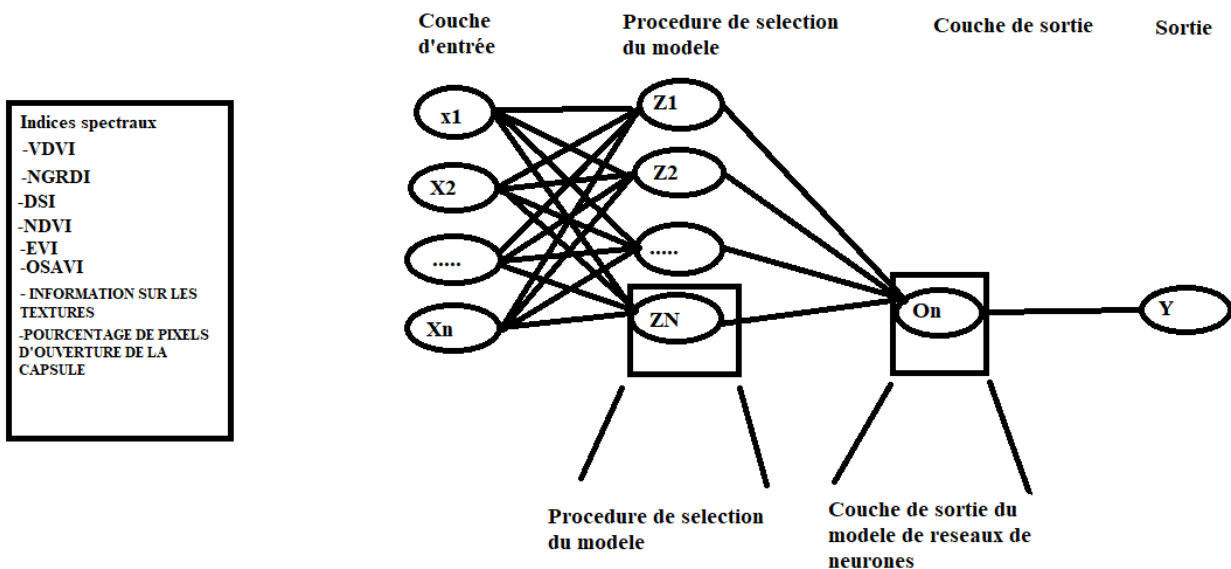 Couche
d'entrée
Procedure de selection
du modele
Couche de sortie
Sortie
Indices spectraux
-VDVI
-NGRDI
-DSI
-NDVI
-EVI
-OSAVI
- INFORMATION SUR LES
TEXTURES
-POURCENTAGE DE PIXELS
D'OUVERTURE DE LA
CAPSULE
x1
X2
.....
Xn
Z1
Z2
.....
ZN
On
Y
Procedure de selection
du modele
Couche de sortie du
modele de reseaux de
neurones